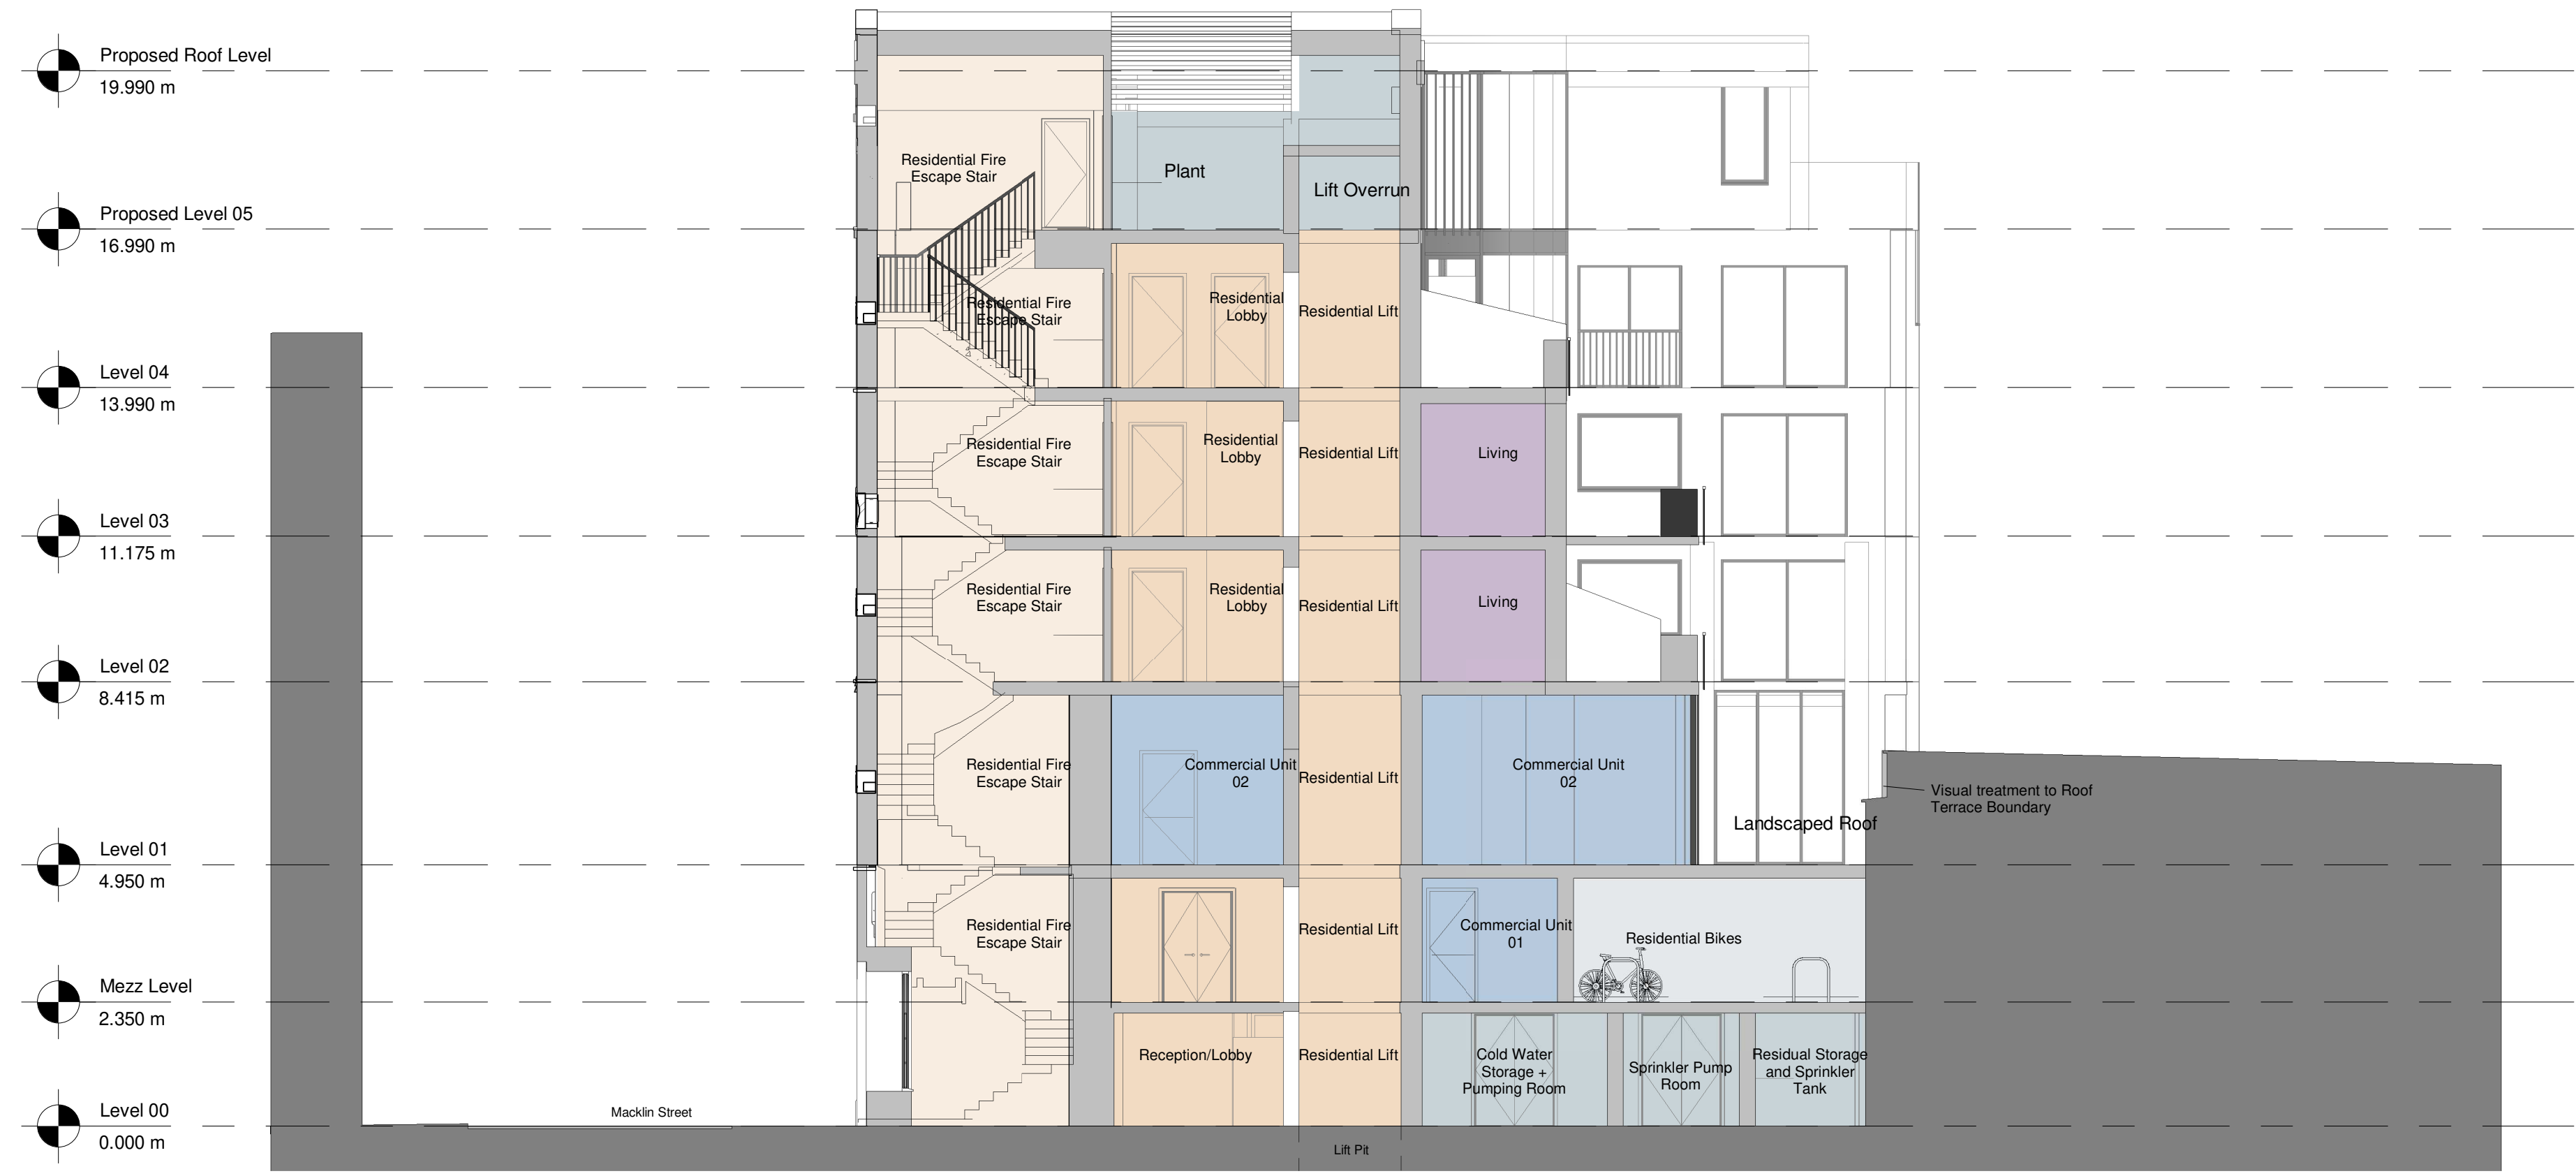 Proposed Roof Level
19.990 m
Residential Fire
Escape Stair
Plant
Lift Overrun
Proposed Level 05
16.990 m
Residential Fire
Escape Stair
Residential
Lobby
Residential Lift
Level 04
13.990 m
Residential Fire
Escape Stair
Residential
Lobby
Residential Lift
Living
Level 03
11.175 m
Residential Fire
Escape Stair
Residential
Lobby
Residential Lift
Living
Level 02
8.415 m
Residential Fire
Escape Stair
Commercial Unit
02
Residential Lift
Commercial Unit
02
Landscaped Roof
Visual treatment to Roof
Terrace Boundary
Level 01
4.950 m
Residential Fire
Escape Stair
Residential Lift
Commercial Unit
01
Residential Bikes
Mezz Level
2.350 m
Reception/Lobby
Residential Lift
Cold Water
Storage +
Pumping Room
Sprinkler Pump
Room
Residual Storage
and Sprinkler
Tank
Level 00
0.000 m
Macklin Street
Lift Pit